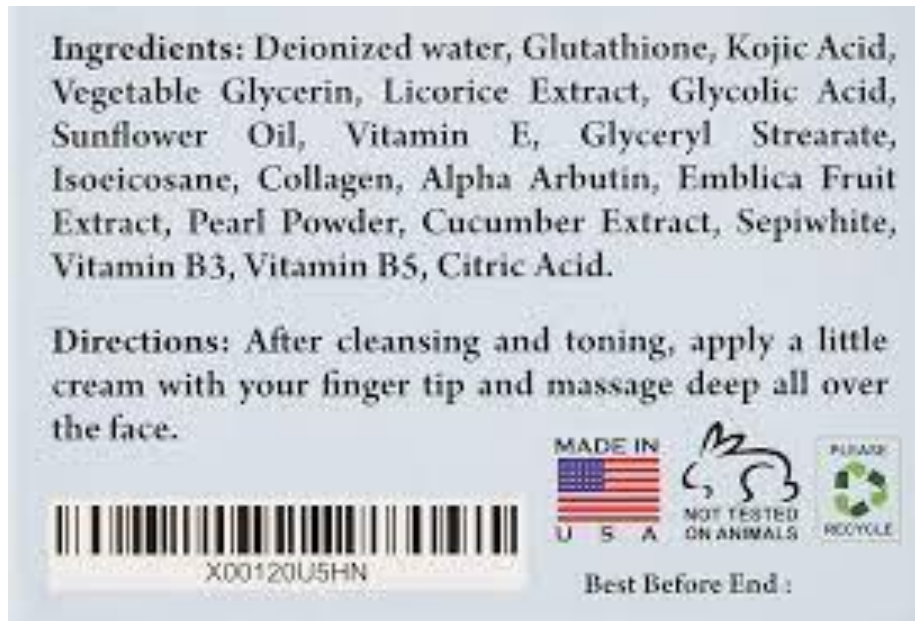 Ingredients: Deionized water, Glutathione, Kojic Acid,
Vegetable Glycerin, Licorice Extract, Glycolic Acid,
Sunflower Oil, Vitamin E, Glyceryl Strearate,
Isoeicosane, Collagen, Alpha Arbutin, Emblica Fruit
Extract, Pearl Powder, Cucumber Extract, Sepiwhite,
Vitamin B3, Vitamin B5, Citric Acid.
Directions: After cleansing and toning, apply a little
cream with your finger tip and massage deep all over
the face.
MADE IN
U S A
NOT TESTED
ON ANIMALS
PLEASE
RECYCLE
X00120U5HN
Best Before End :